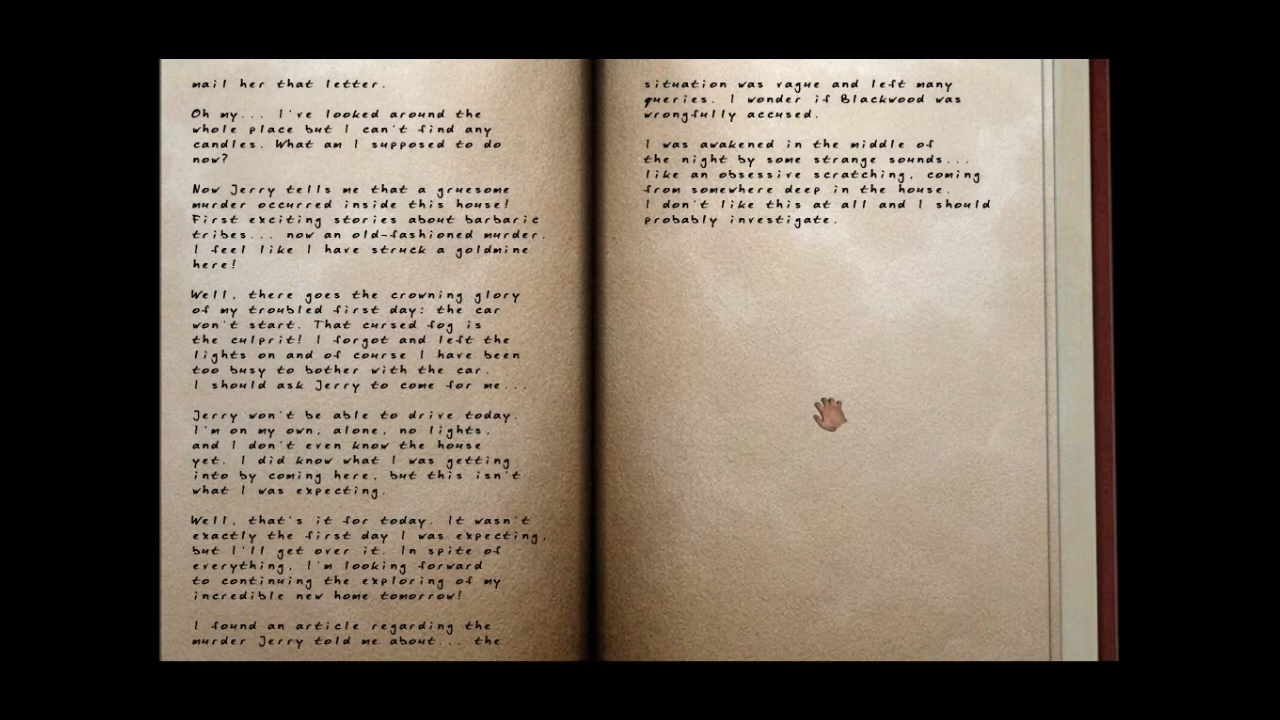 mail her that letter.
Oh my... I've looked around the
whole place but I can't find any
candles. What am I supposed to do
now?
Now Jerry tells me that a gruesome
murder occurred inside this house!
First exciting stories about barbaric
tribes... now an old-fashioned murder.
I feel like I have struck a goldmine
here!
Well, there goes the crowning glory
of my troubled first day: the car
won't start. That cursed fog is
the culprit! I forgot and left the
lights on and of course I have been
too busy to bother with the car.
I should ask Jerry to come for me...
Jerry won't be able to drive today.
I'm on my own, alone, no lights,
and I don't even know the house
yet. I did know what I was getting
into by coming here, but this isn't
what I was expecting.
Well, that's it for today. It wasn't
exactly the first day I was expecting,
but I'll get over it. In spite of
everything, I'm looking forward
to continuing the exploring of my
incredible new home tomorrow!
I found an article regarding the
murder Jerry told me about... the
situation was vague and left many
queries. I wonder if Blackwood was
wrongfully accused.
I was awakened in the middle of
the night by some strange sounds...
like an obsessive scratching, coming
from somewhere deep in the house.
I don't like this at all and I should
probably investigate.